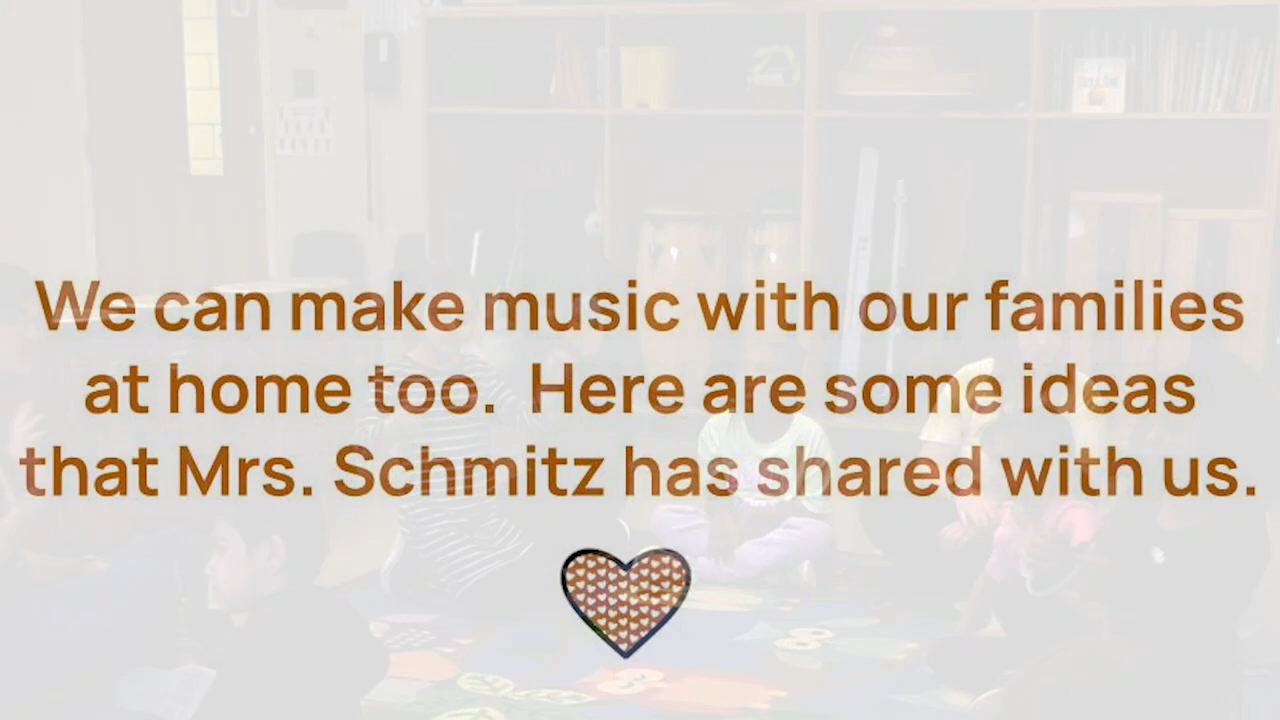 We can make music with our families
at home too.  Here are some ideas
that Mrs. Schmitz has shared with us.